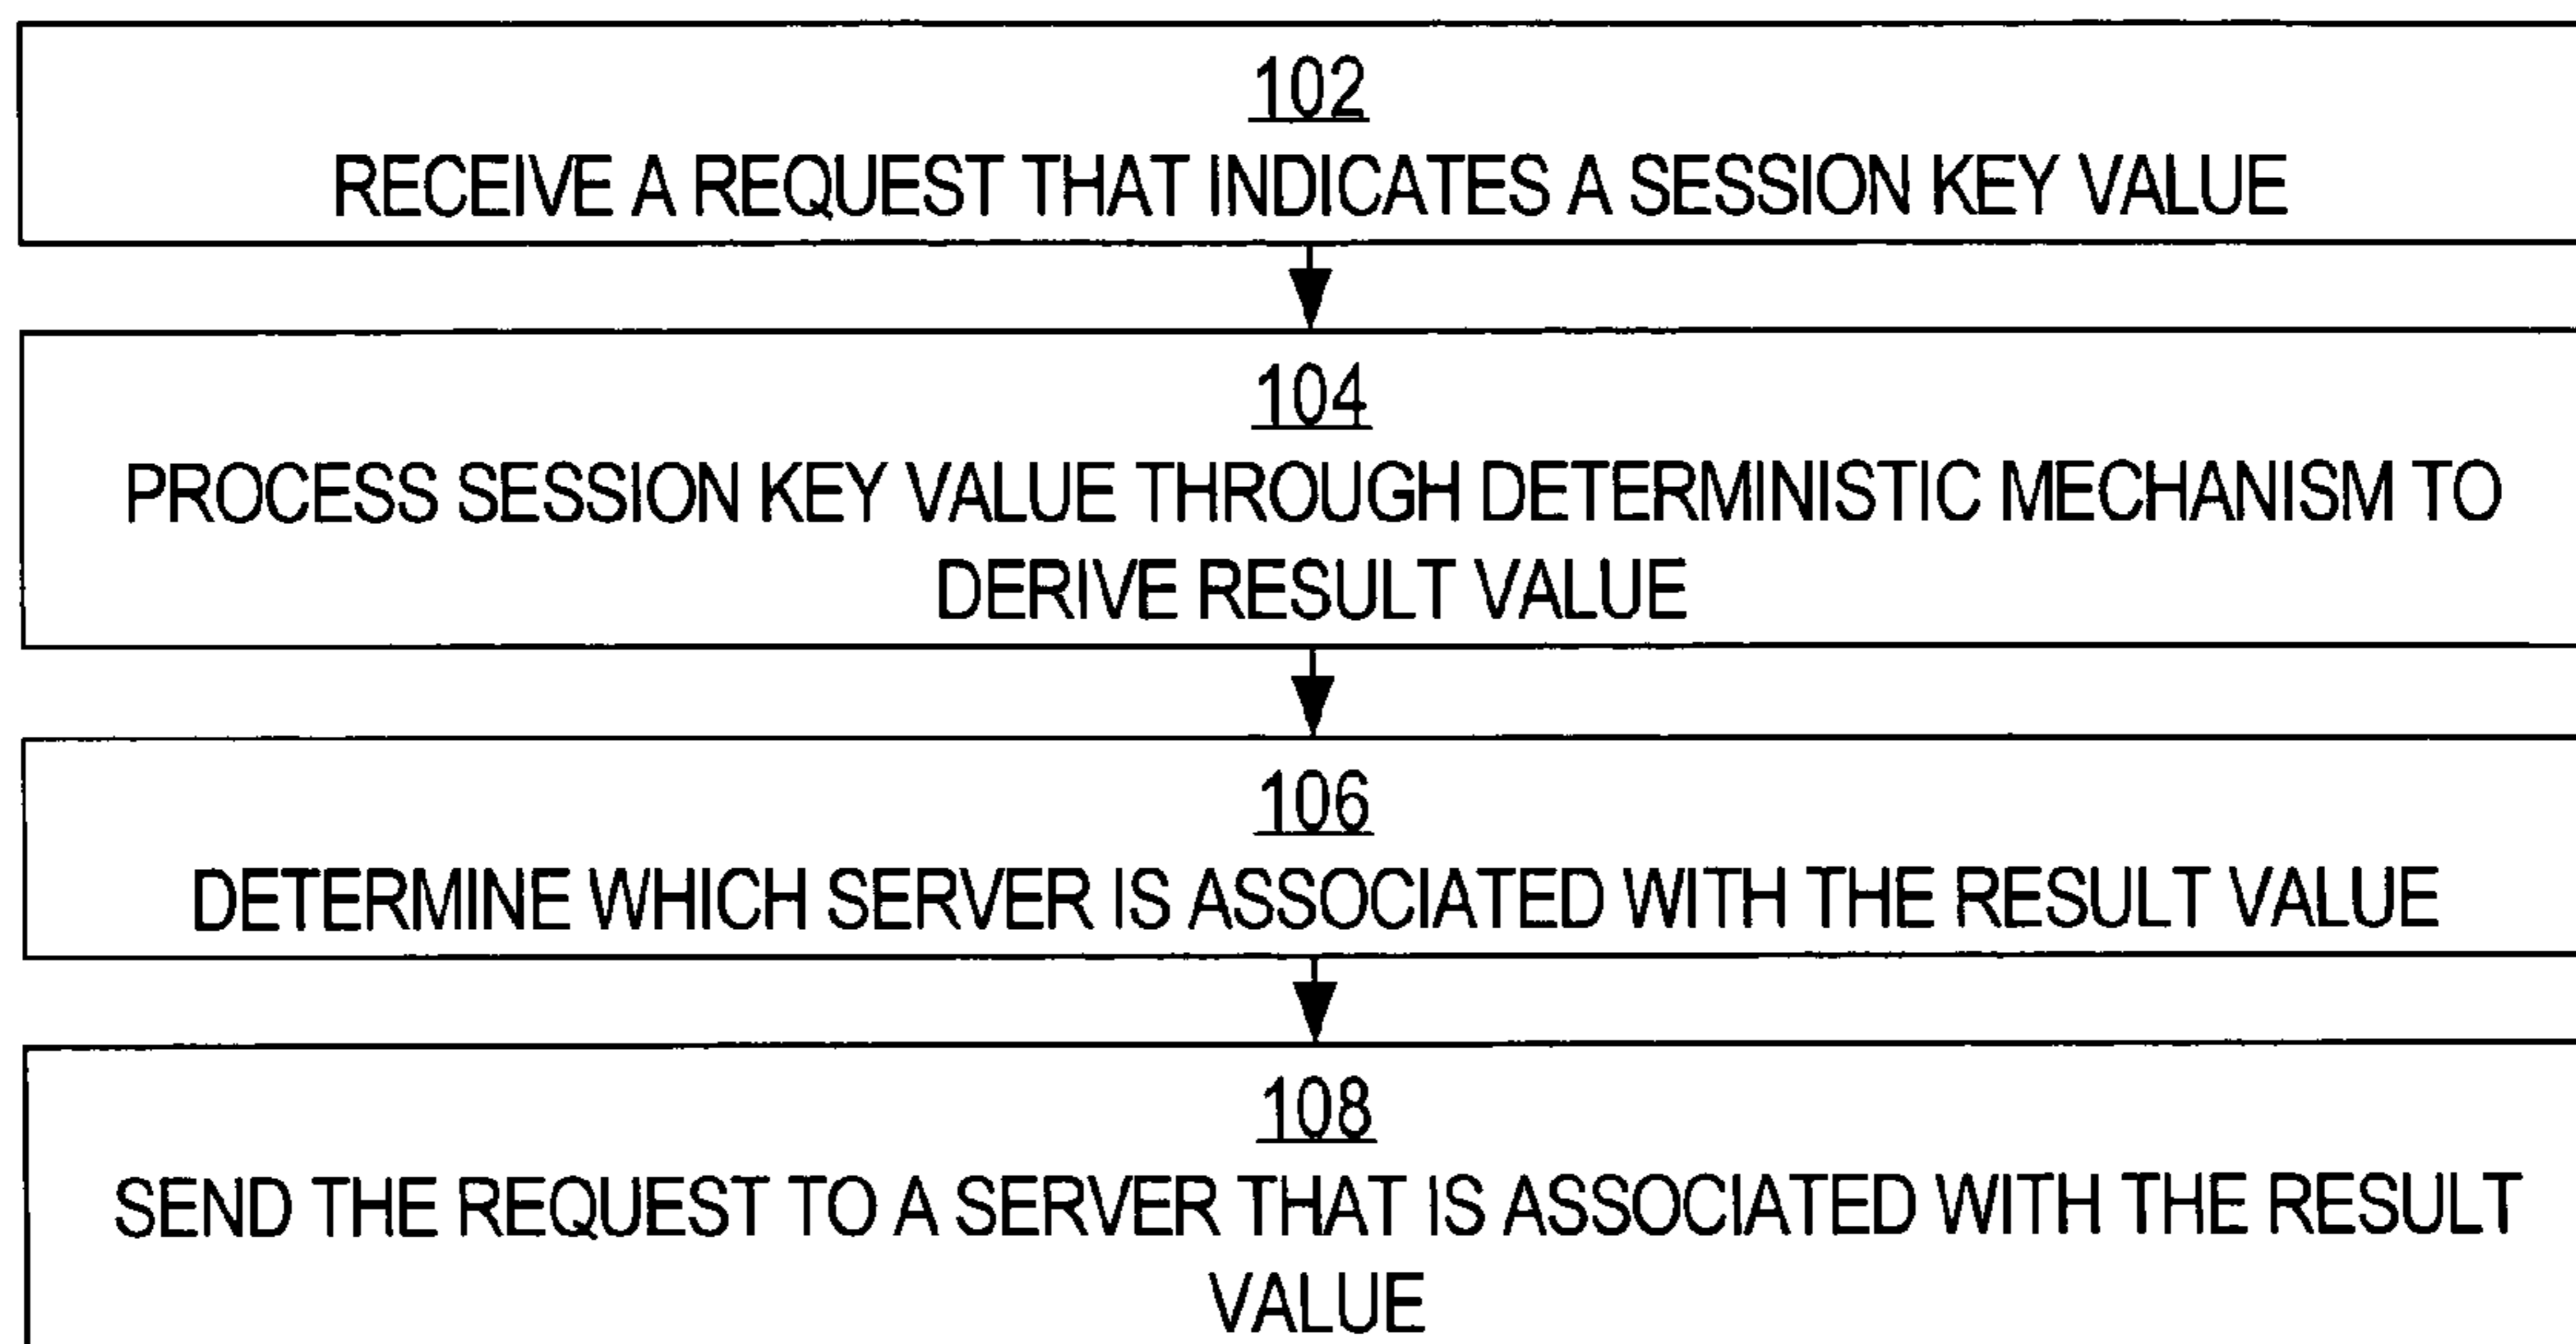 102
RECEIVE A REQUEST THAT INDICATES A SESSION KEY VALUE
104
PROCESS SESSION KEY VALUE THROUGH DETERMINISTIC MECHANISM TO
DERIVE RESULT VALUE
106
DETERMINE WHICH SERVER IS ASSOCIATED WITH THE RESULT VALUE
108
SEND THE REQUEST TO A SERVER THAT IS ASSOCIATED WITH THE RESULT
VALUE